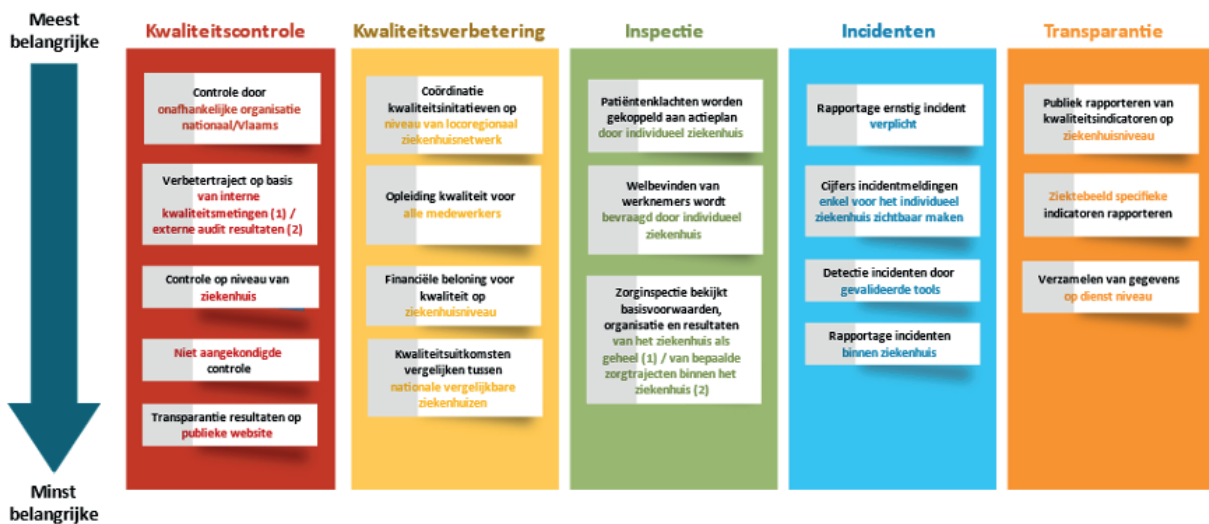 Meest
belangrijke
Kwaliteitscontrole
Controle door
onafhankelijke organisatie
nationaal/Vlaams
Verbetertraject op basis
van interne
kwaliteitsmetingen (1) /
externe audit resultaten (2)
Controle op niveau van
ziekenhuis
Niet aangekondigde
controle
Transparantie resultaten op
publieke website
Kwaliteitsverbetering
Coördinatie
kwaliteitsinitatieven op
niveau van locoregionaal
ziekenhuisnetwerk
Opleiding kwaliteit voor
alle medewerkers
Financiële beloning voor
kwaliteit op
ziekenhuisniveau
Kwaliteitsuitkomsten
vergelijken tussen
nationale vergelijkbare
ziekenhuizen
Inspectie
Patiëntenklachten worden
gekoppeld aan actieplan
door individueel ziekenhuis
Welbevinden van
werknemers wordt
bevraagd door individueel
ziekenhuis
Zorginspectie bekijkt
basisvoorwaarden,
organisatie en resultaten
van het ziekenhuis als
geheel (1) / van bepaalde
zorgtrajecten binnen het
ziekenhuis (2)
Incidenten
Rapportage ernstig incident
verplicht
Cijfers incidentmeldingen
enkel voor het individueel
ziekenhuis zichtbaar maken
Detectie incidenten door
gevalideerde tools
Rapportage incidenten
binnen ziekenhuis
Transparantie
Publiek rapporteren van
kwaliteitsindicatoren op
ziekenhuisniveau
Ziektebeeld specifieke
indicatoren rapporteren
Verzamelen van gegevens
op dienst niveau
Minst
belangrijke